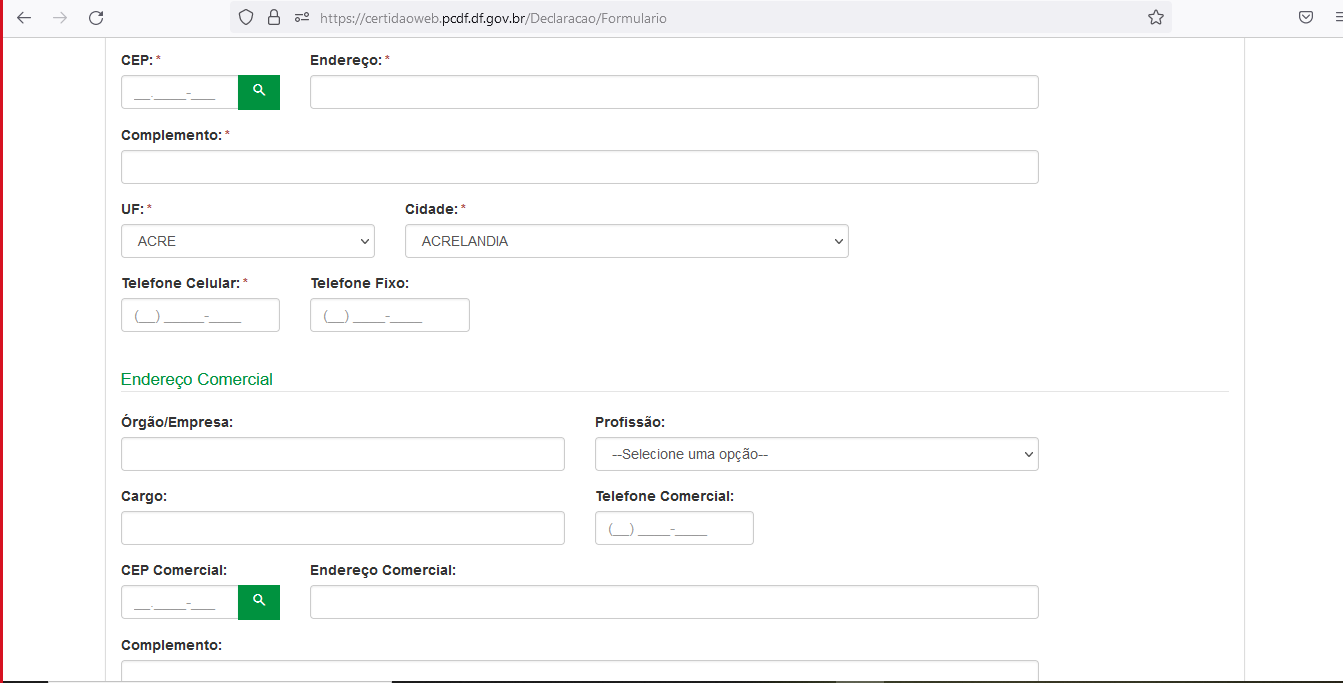 https://certidaoweb.pcdf.df.gov.br/Declaracao/Formulario
CEP: * Endereço: *
__.____-___
Complemento: *
UF: * Cidade: *
ACRE ACRELANDIA
Telefone Celular: * Telefone Fixo:
(__) _____-____ (__) ____-____
Endereço Comercial
Órgão/Empresa: Profissão:
--Selecione uma opção--
Cargo: Telefone Comercial:
(__) ____-____
CEP Comercial: Endereço Comercial:
__.____-___
Complemento: